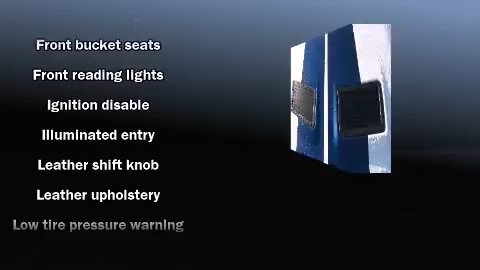 Front bucket seats
Front reading lights
Ignition disable
Illuminated entry
Leather shift knob
Leather upholstery
Low tire pressure warning